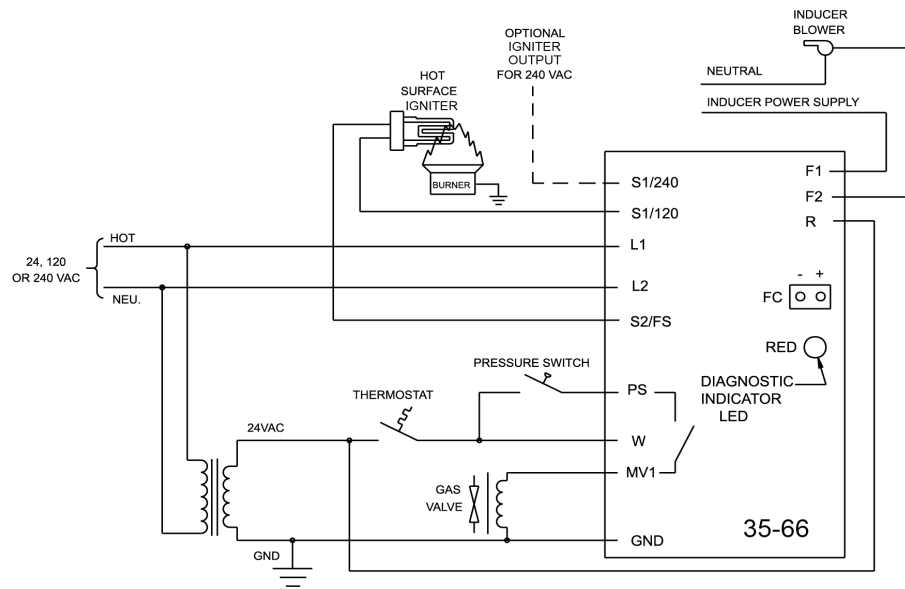 INDUCER
BLOWER
OPTIONAL
IGNITER
OUTPUT
FOR 240 VAC
NEUTRAL
HOT
SURFACE
IGNITER
INDUCER POWER SUPPLY
BURNER
F1
S1/240
F2
S1/120
R
HOT
L1
24, 120
OR 240 VAC
- +
L2
FC
NEU.
S2/FS
RED
PRESSURE SWITCH
DIAGNOSTIC
INDICATOR
LED
THERMOSTAT
PS
24VAC
W
MV1
GAS
VALVE
35-66
GND
GND